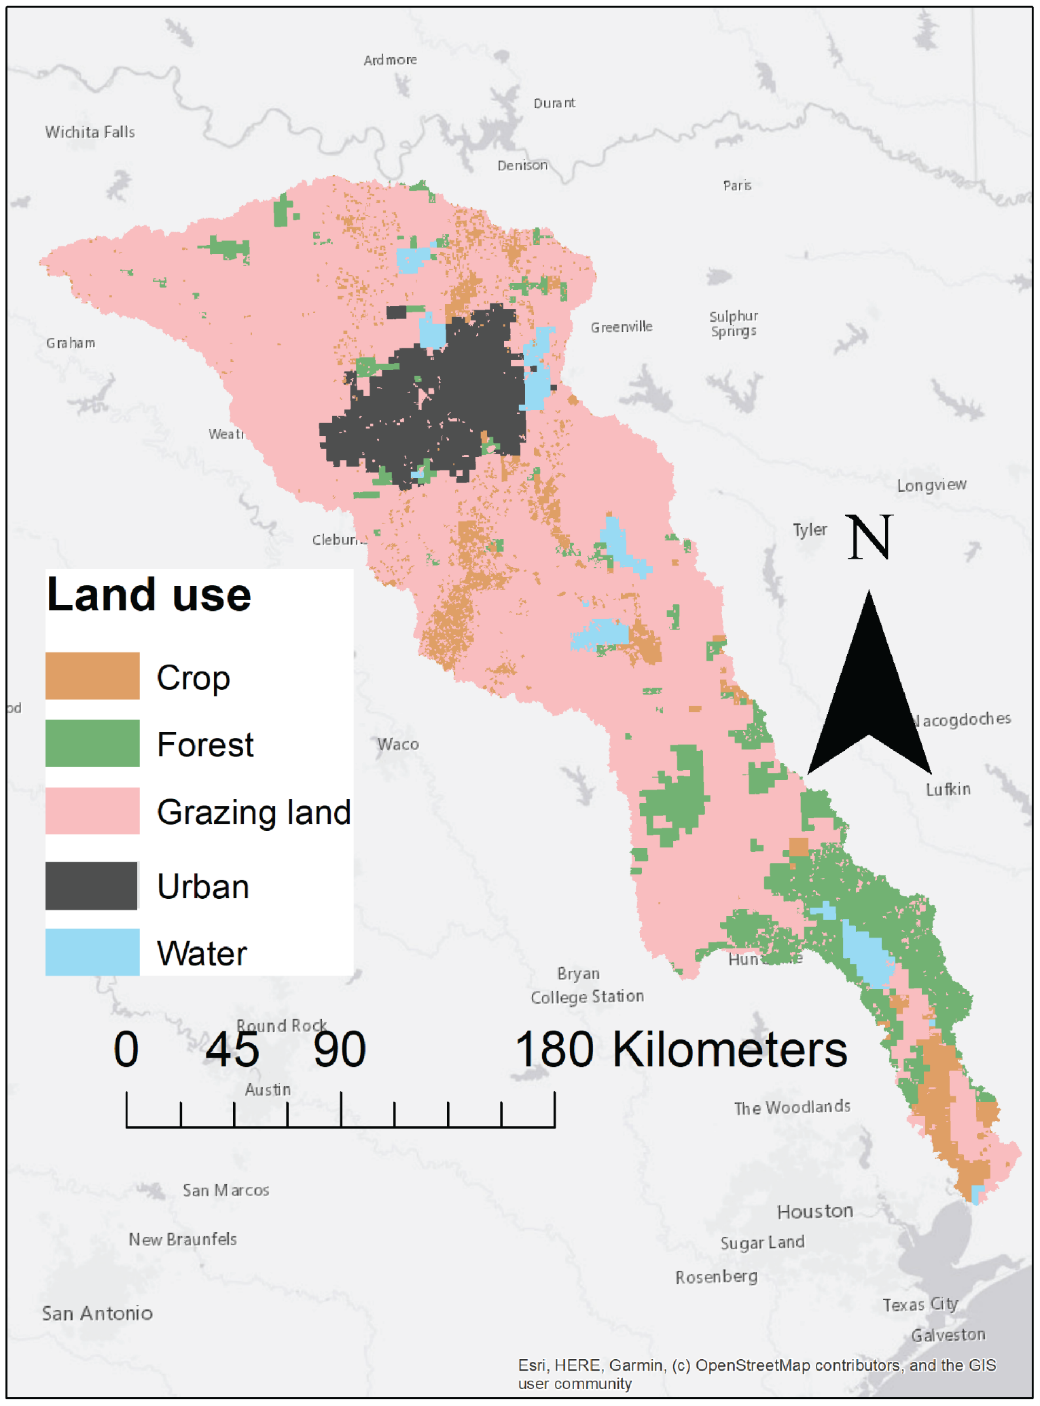 Ardmore
Durant
Wichita Falls
Denison
Paris
Greenville
Sulphur
Springs
Graham
Longview
Tyler
N
Land use
Crop
Forest
Grazing land
Urban
Water
Waco
Nacogdoches
Lufkin
Bryan
College Station
Round Rock
0 45 90 180 Kilometers
Austin
The Woodlands
San Marcos
Houston
New Braunfels
Sugar Land
Rosenberg
San Antonio
Texas City
Galveston
Esri, HERE, Garmin, (c) OpenStreetMap contributors, and the GIS
user community